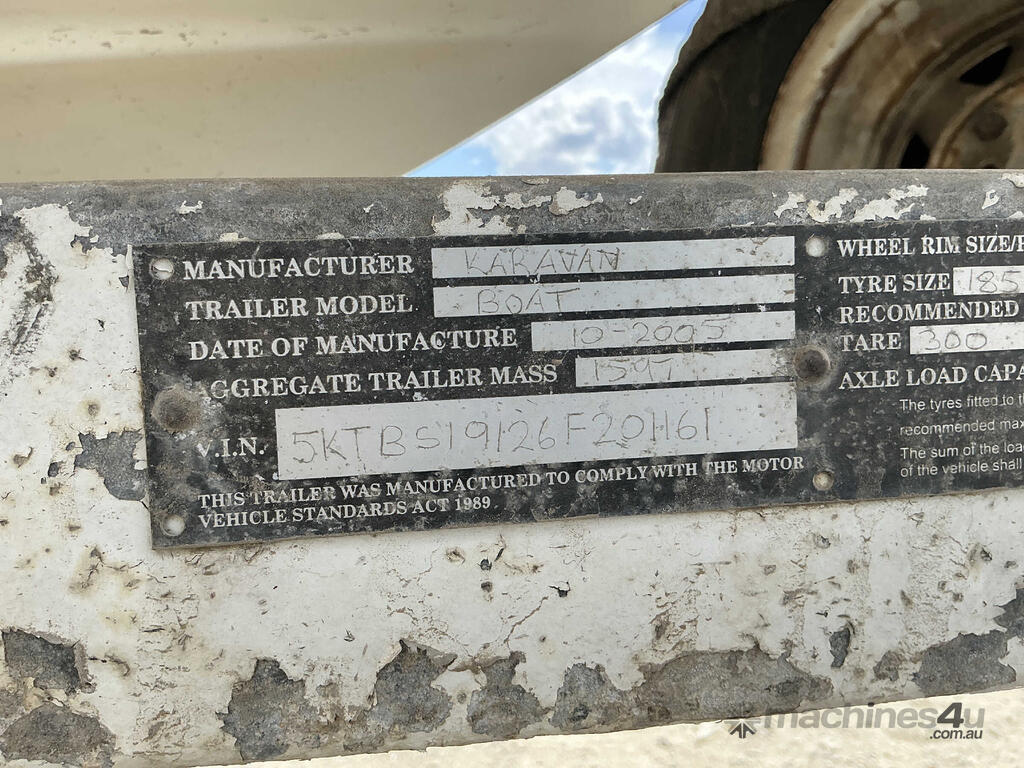 MANUFACTURER KARAVAN
TRAILER MODEL BOAT
DATE OF MANUFACTURE 10-2005
AGGREGATE TRAILER MASS 1597
V.I.N. 5KTBS19126F201161
THIS TRAILER WAS MANUFACTURED TO COMPLY WITH THE MOTOR
VEHICLE STANDARDS ACT 1989
WHEEL RIM SIZE/
TYRE SIZE 185
RECOMMENDED
TARE 300
AXLE LOAD CAPA
The tyres fitted to th
recommended max
The sum of the loa
of the vehicle shall
machines4u
.com.au